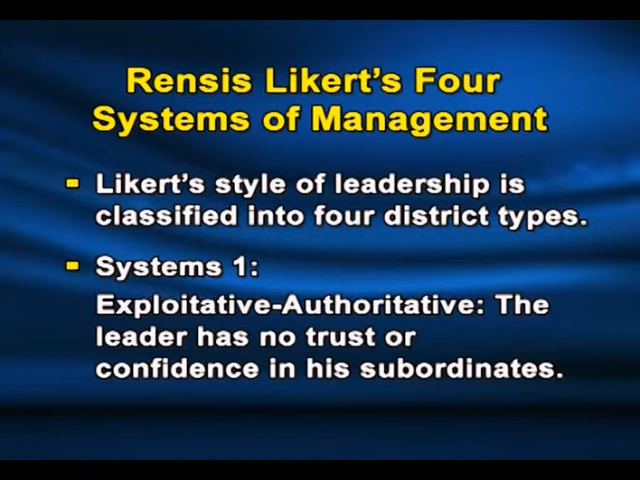 Rensis Likert's Four
Systems of Management
Likert's style of leadership is
classified into four district types.
Systems 1:
Exploitative-Authoritative: The
leader has no trust or
confidence in his subordinates.